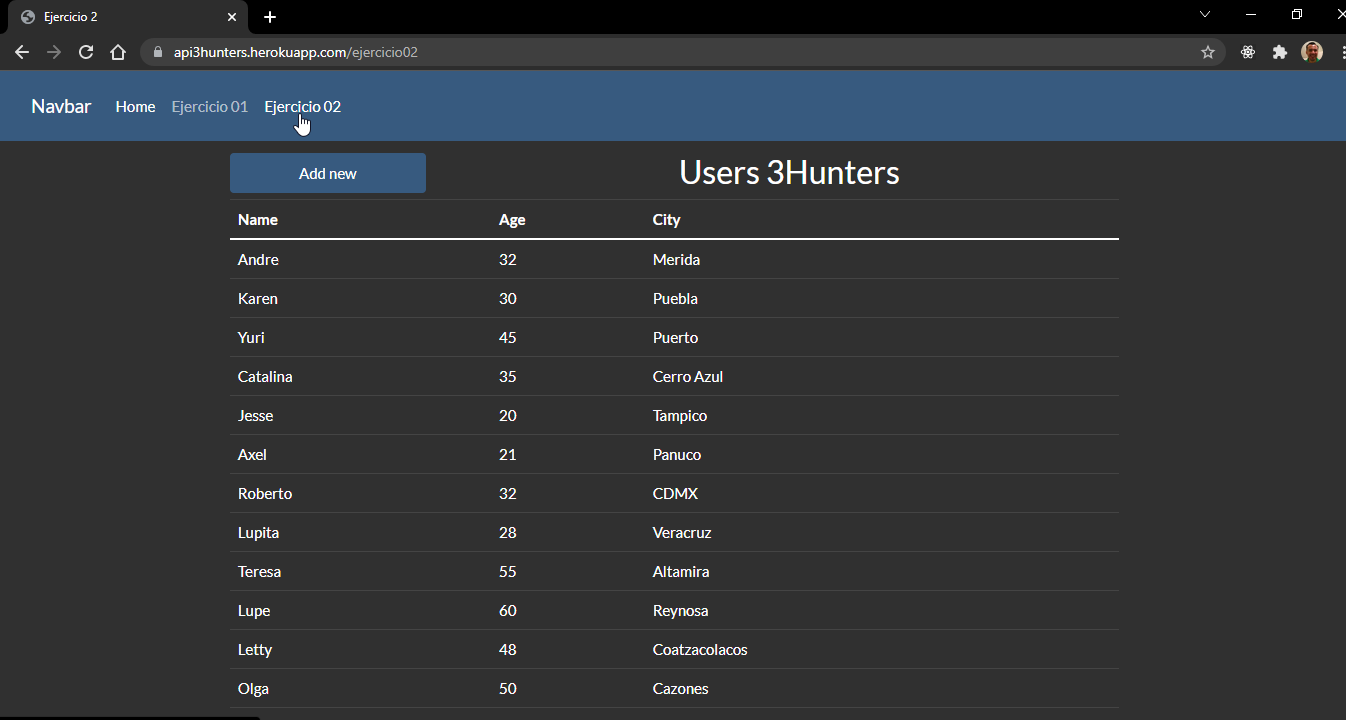 Ejercicio 2
api3hunters.herokuapp.com/ejercicio02
Navbar Home Ejercicio 01 Ejercicio 02
Add new Users 3Hunters
Name Age City
Andre 32 Merida
Karen 30 Puebla
Yuri 45 Puerto
Catalina 35 Cerro Azul
Jesse 20 Tampico
Axel 21 Panuco
Roberto 32 CDMX
Lupita 28 Veracruz
Teresa 55 Altamira
Lupe 60 Reynosa
Letty 48 Coatzacolacos
Olga 50 Cazones